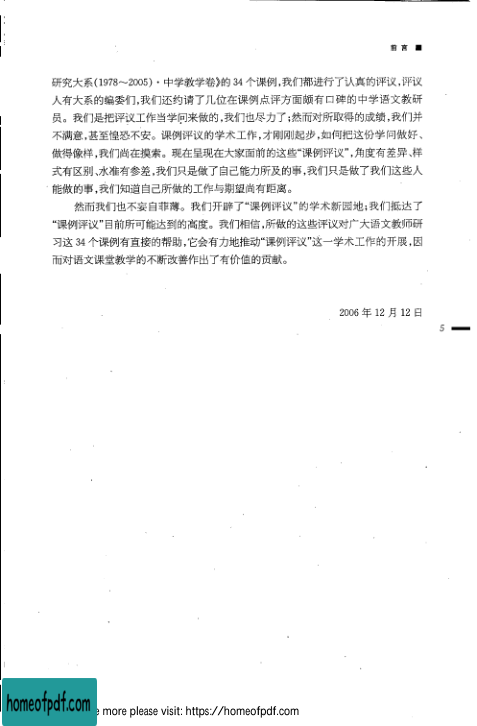 前 言 ■
研究大系(1978～2005)·中学教学卷》的 34 个课例,我们都进行了认真的评议,评议
人有大系的编委们,我们还约请了几位在课例点评方面颇有口碑的中学语文教研
员。我们是把评议工作当学问来做的,我们也尽力了;然而对所取得的成绩,我们并
不满意,甚至惶恐不安。课例评议的学术工作,才刚刚起步,如何把这份学问做好、
做得像样,我们尚在摸索。现在呈现在大家面前的这些“课例评议”,角度有差异、样
式有区别、水准有参差,我们只是做了自己能力所及的事,我们只是做了我们这些人
能做的事,我们知道自己所做的工作与期望尚有距离。
然而我们也不妄自菲薄。我们开辟了“课例评议”的学术新园地;我们抵达了
“课例评议”目前所可能达到的高度。我们相信,所做的这些评议对广大语文教师研
习这 34 个课例有直接的帮助,它会有力地推动“课例评议”这一学术工作的开展,因
而对语文课堂教学的不断改善作出了有价值的贡献。
2006 年 12 月 12 日
5
homeofpdf.com
e more please visit: https://homeofpdf.com